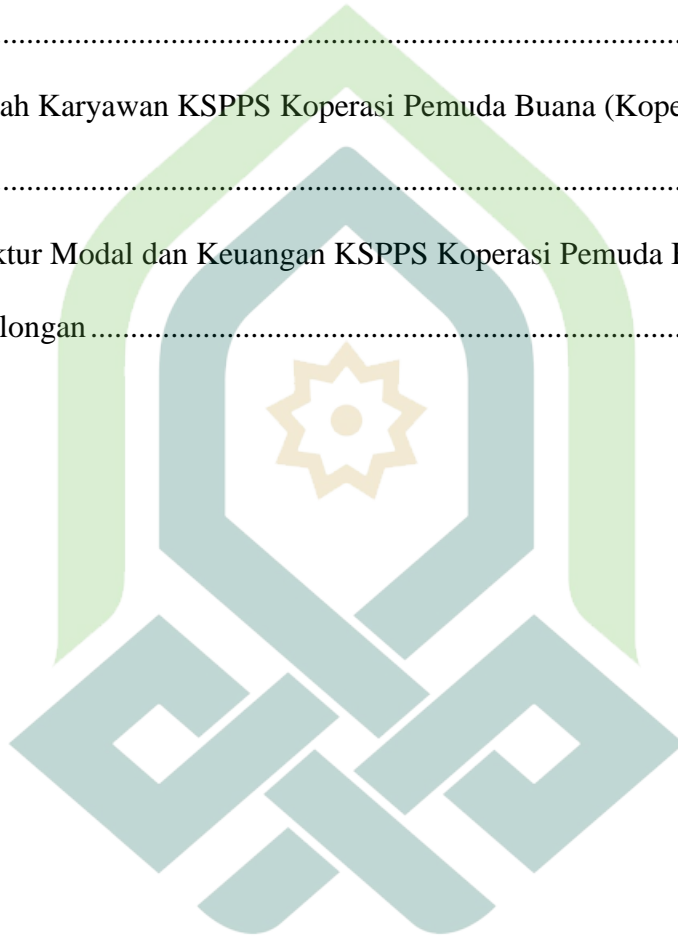 ..........................................................................................
ah Karyawan KSPPS Koperasi Pemuda Buana (Kope
..........................................................................................
ktur Modal dan Keuangan KSPPS Koperasi Pemuda
longan ..............................................................................